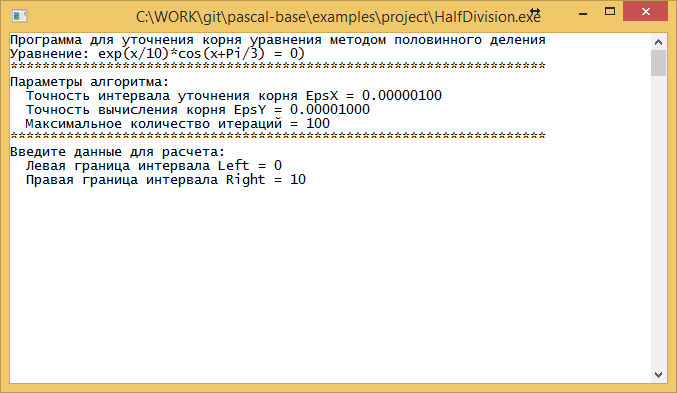 C:\WORK\git\pascal-base\examples\project\HalfDivision.exe
Программа для уточнения корня уравнения методом половинного деления
Уравнение: exp(x/10)*cos(x+Pi/3) = 0)
*******************************************************************
Параметры алгоритма:
Точность интервала уточнения корня EpsX = 0.00000100
Точность вычисления корня EpsY = 0.00001000
Максимальное количество итераций = 100
*******************************************************************
Введите данные для расчета:
Левая граница интервала Left = 0
Правая граница интервала Right = 10